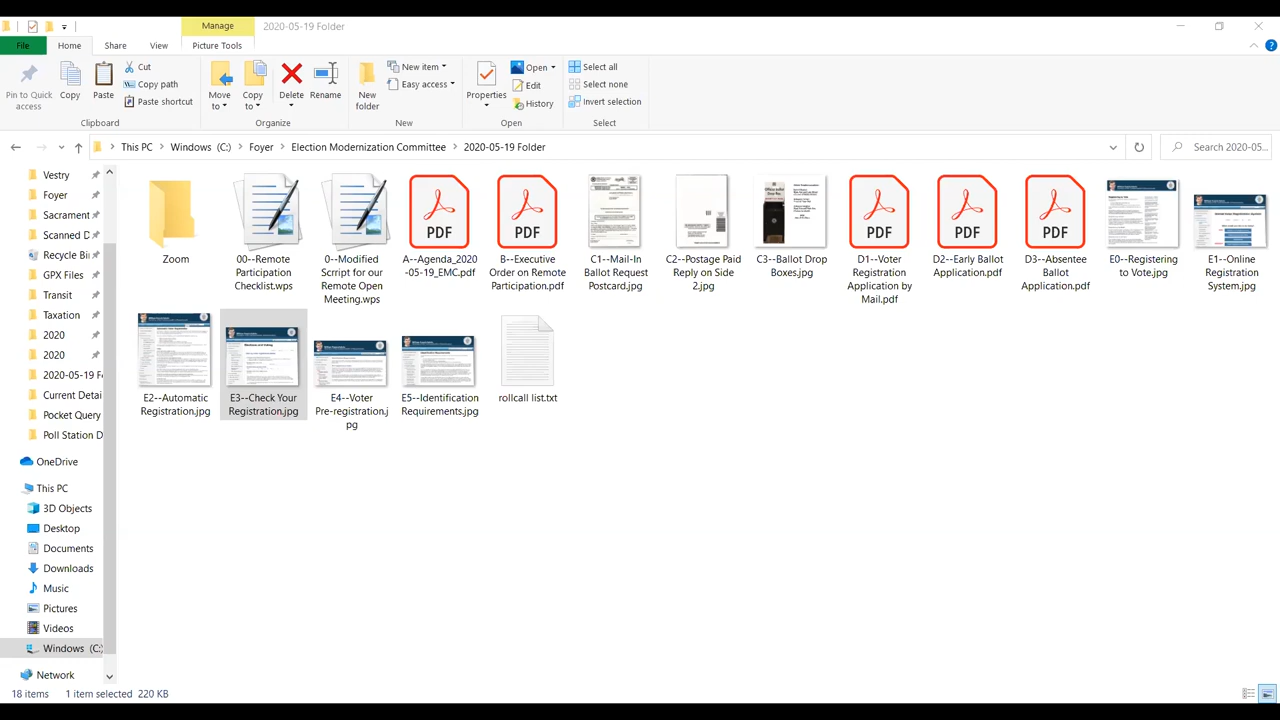 Manage
2020-05-19 Folder
File
Home
Share
View
Picture Tools
Pin to Quick
access
Copy
Paste
Cut
Copy path
Paste shortcut
Clipboard
Move
to
Copy
to
Delete
Rename
Organize
New
folder
New item
Easy access
New
Properties
Open
Edit
History
Open
Select all
Select none
Invert selection
Select
This PC
Windows (C:)
Foyer
Election Modernization Committee
2020-05-19 Folder
Search 2020-05...
Vestry
Foyer
Sacrament
Scanned D
Recycle Bi
GPX Files
Transit
Taxation
2020
2020
2020-05-19 F
Current Detai
Pocket Query
Poll Station D
OneDrive
This PC
3D Objects
Desktop
Documents
Downloads
Music
Pictures
Videos
Windows (C:)
Network
Zoom
00--Remote
Participation
Checklist.wps
0--Modified
Scrript for our
Remote Open
Meeting.wps
PDF
A--Agenda_2020
-05-19_EMC.pdf
PDF
B--Executive
Order on Remote
Participation.pdf
C1--Mail-In
Ballot Request
Postcard.jpg
C2--Postage Paid
Reply on Side
2.jpg
C3--Ballot Drop
Boxes.jpg
PDF
D1--Voter
Registration
Application by
Mail.pdf
PDF
D2--Early Ballot
Application.pdf
PDF
D3--Absentee
Ballot
Application.pdf
E0--Registering
to Vote.jpg
E1--Online
Registration
System.jpg
E2--Automatic
Registration.jpg
E3--Check Your
Registration.jpg
E4--Voter
Pre-registration.j
pg
E5--Identification
Requirements.jpg
rollcall list.txt
18 items
1 item selected 220 KB